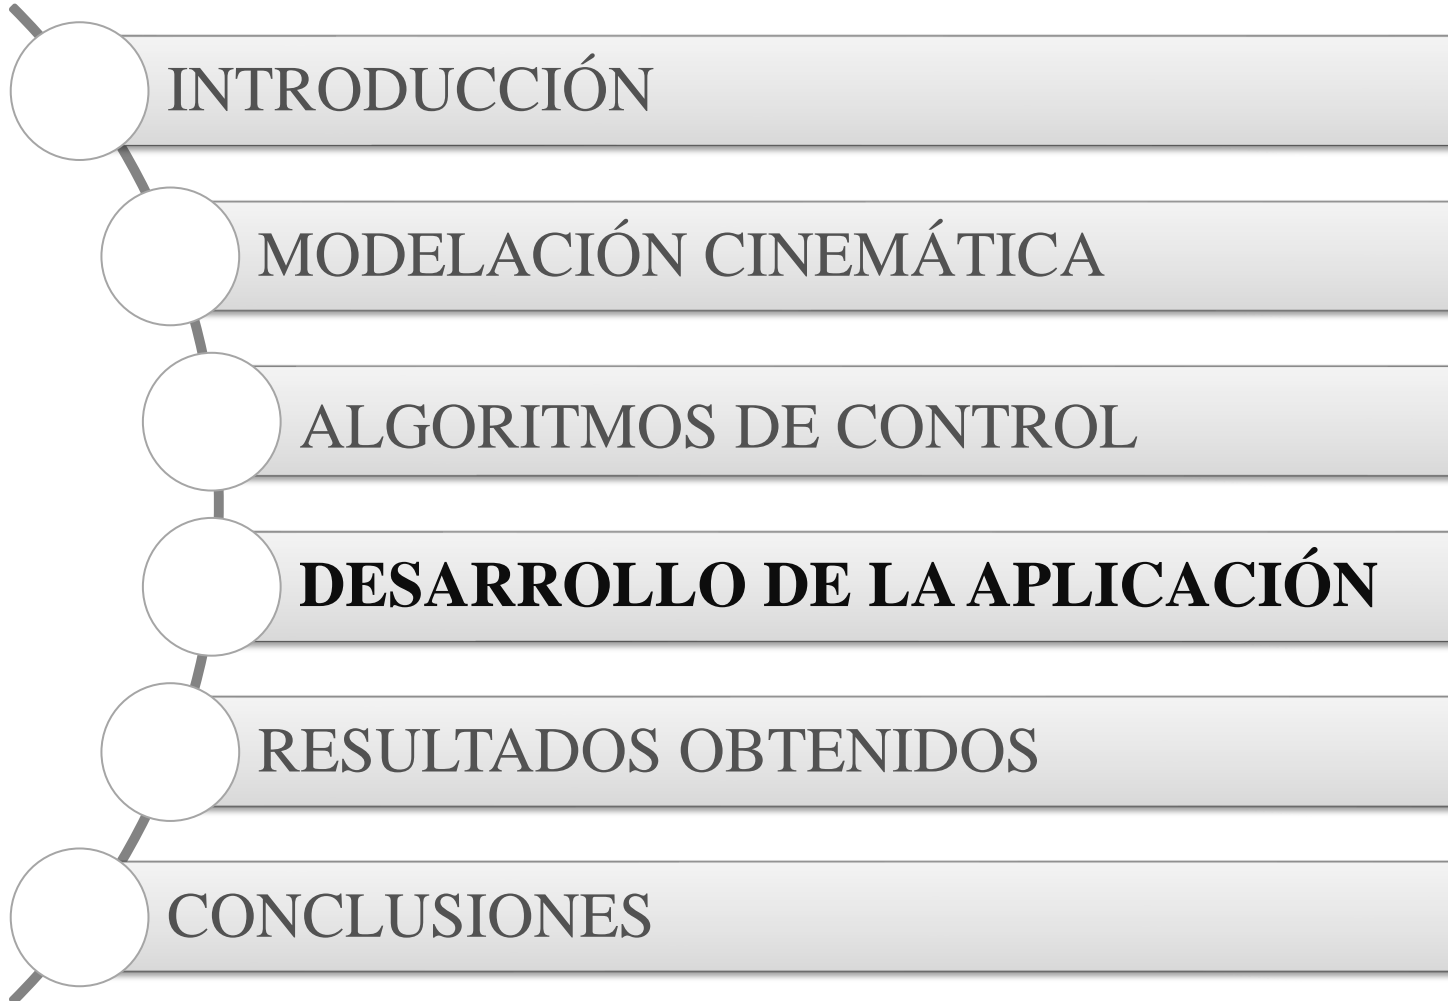 INTRODUCCIÓN
MODELACIÓN CINEMÁTICA
ALGORITMOS DE CONTROL
DESARROLLO DE LA APLICACIÓN
RESULTADOS OBTENIDOS
CONCLUSIONES